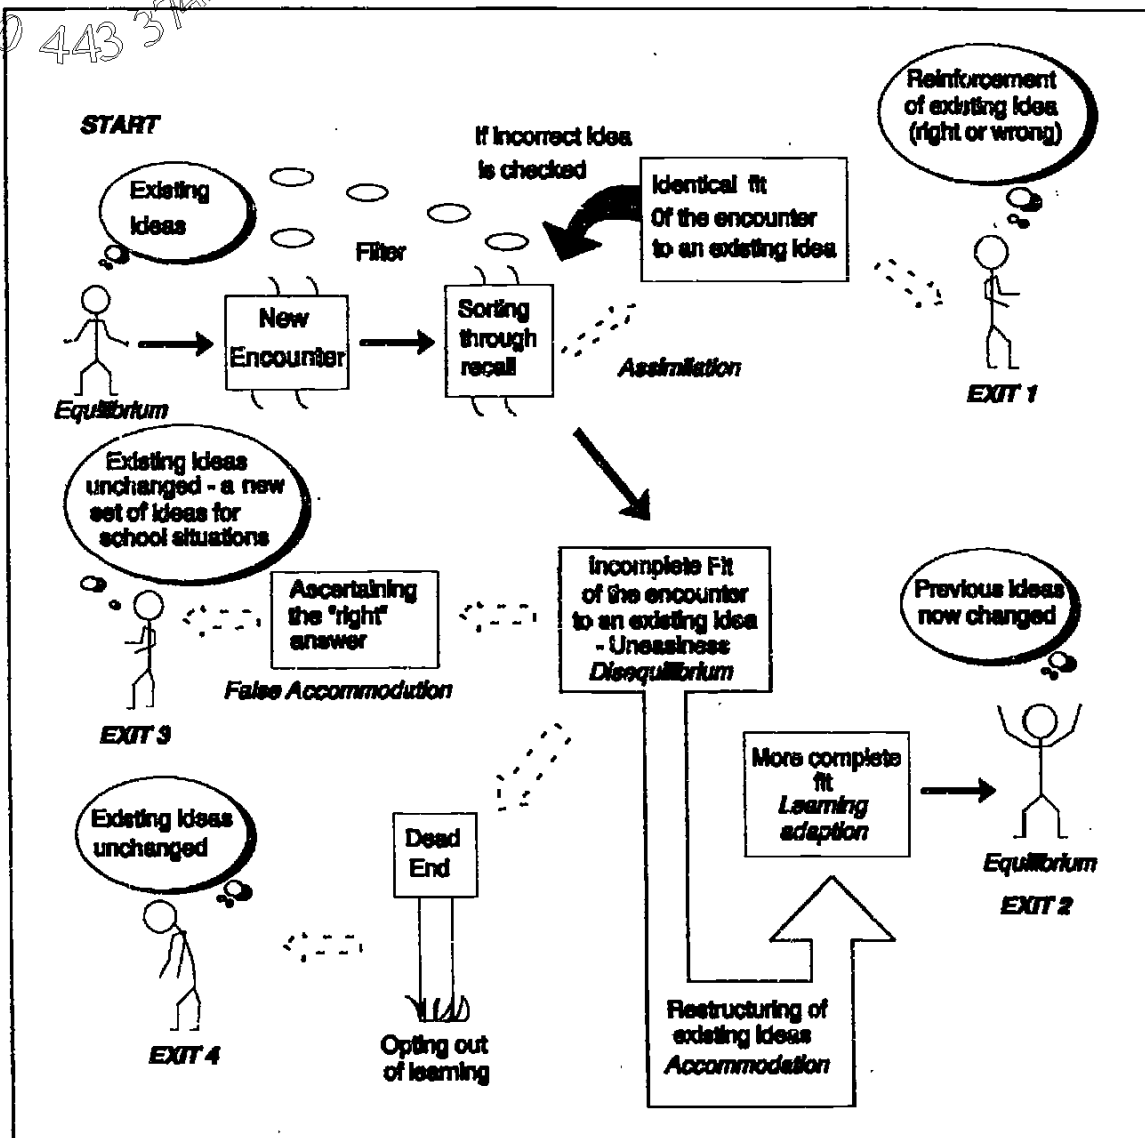 443
START
Existing
Ideas
Filter
If incorrect idea
is checked
Identical fit
Of the encounter
to an existing idea
Reinforcement
of existing idea
(right or wrong)
New
Encounter
Sorting
through
recall
Equilibrium
Assimilation
EXIT 1
Existing ideas
unchanged - a new
set of ideas for
school situations
Ascertaining
the "right"
answer
Incomplete Fit
of the encounter
to an existing idea
- Uneasiness
Disequilibrium
Previous ideas
now changed
False Accommodation
EXIT 3
More complete
fit
Learning
adaption
Existing ideas
unchanged
Dead
End
Equilibrium
EXIT 2
Restructuring of
existing ideas
Accommodation
EXIT 4
Opting out
of learning